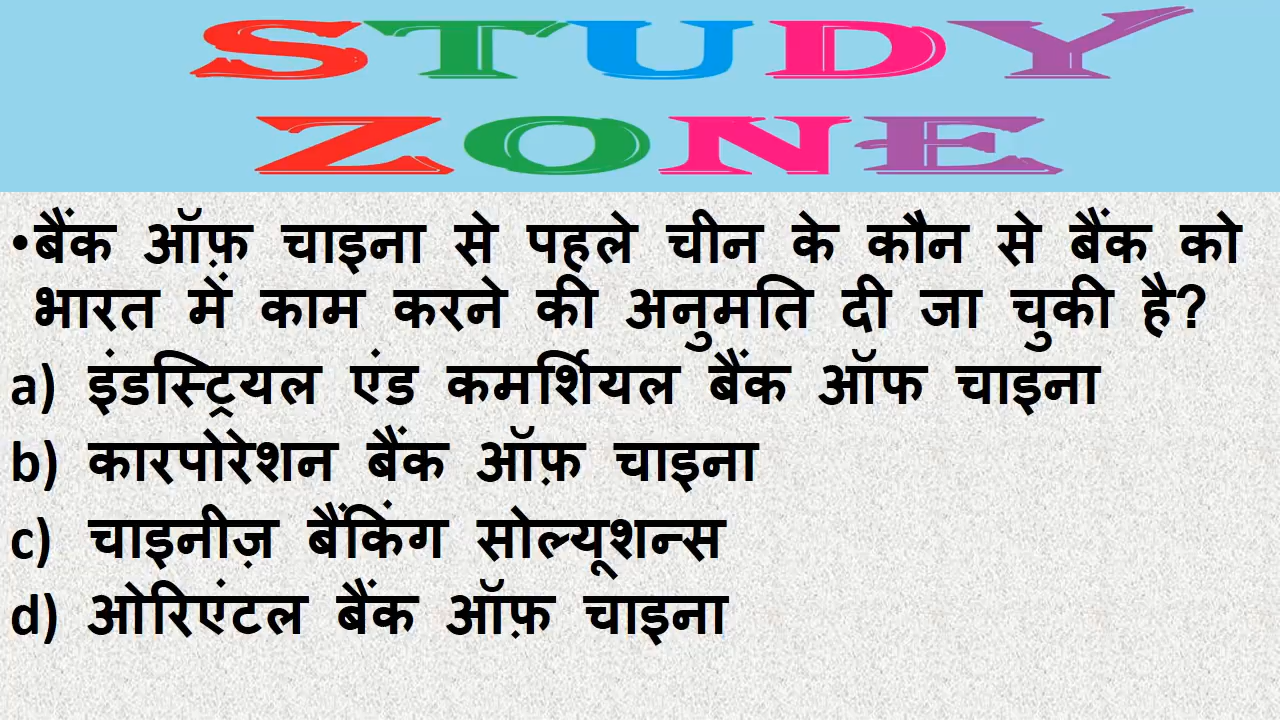 STUDY
ZONE
•बैंक ऑफ़ चाइना से पहले चीन के कौन से बैंक को
भारत में काम करने की अनुमति दी जा चुकी है?
a) इंडस्ट्रियल एंड कमर्शियल बैंक ऑफ चाइना
b) कारपोरेशन बैंक ऑफ़ चाइना
c) चाइनीज़ बैंकिंग सोल्यूशन्स
d) ओरिएंटल बैंक ऑफ़ चाइना